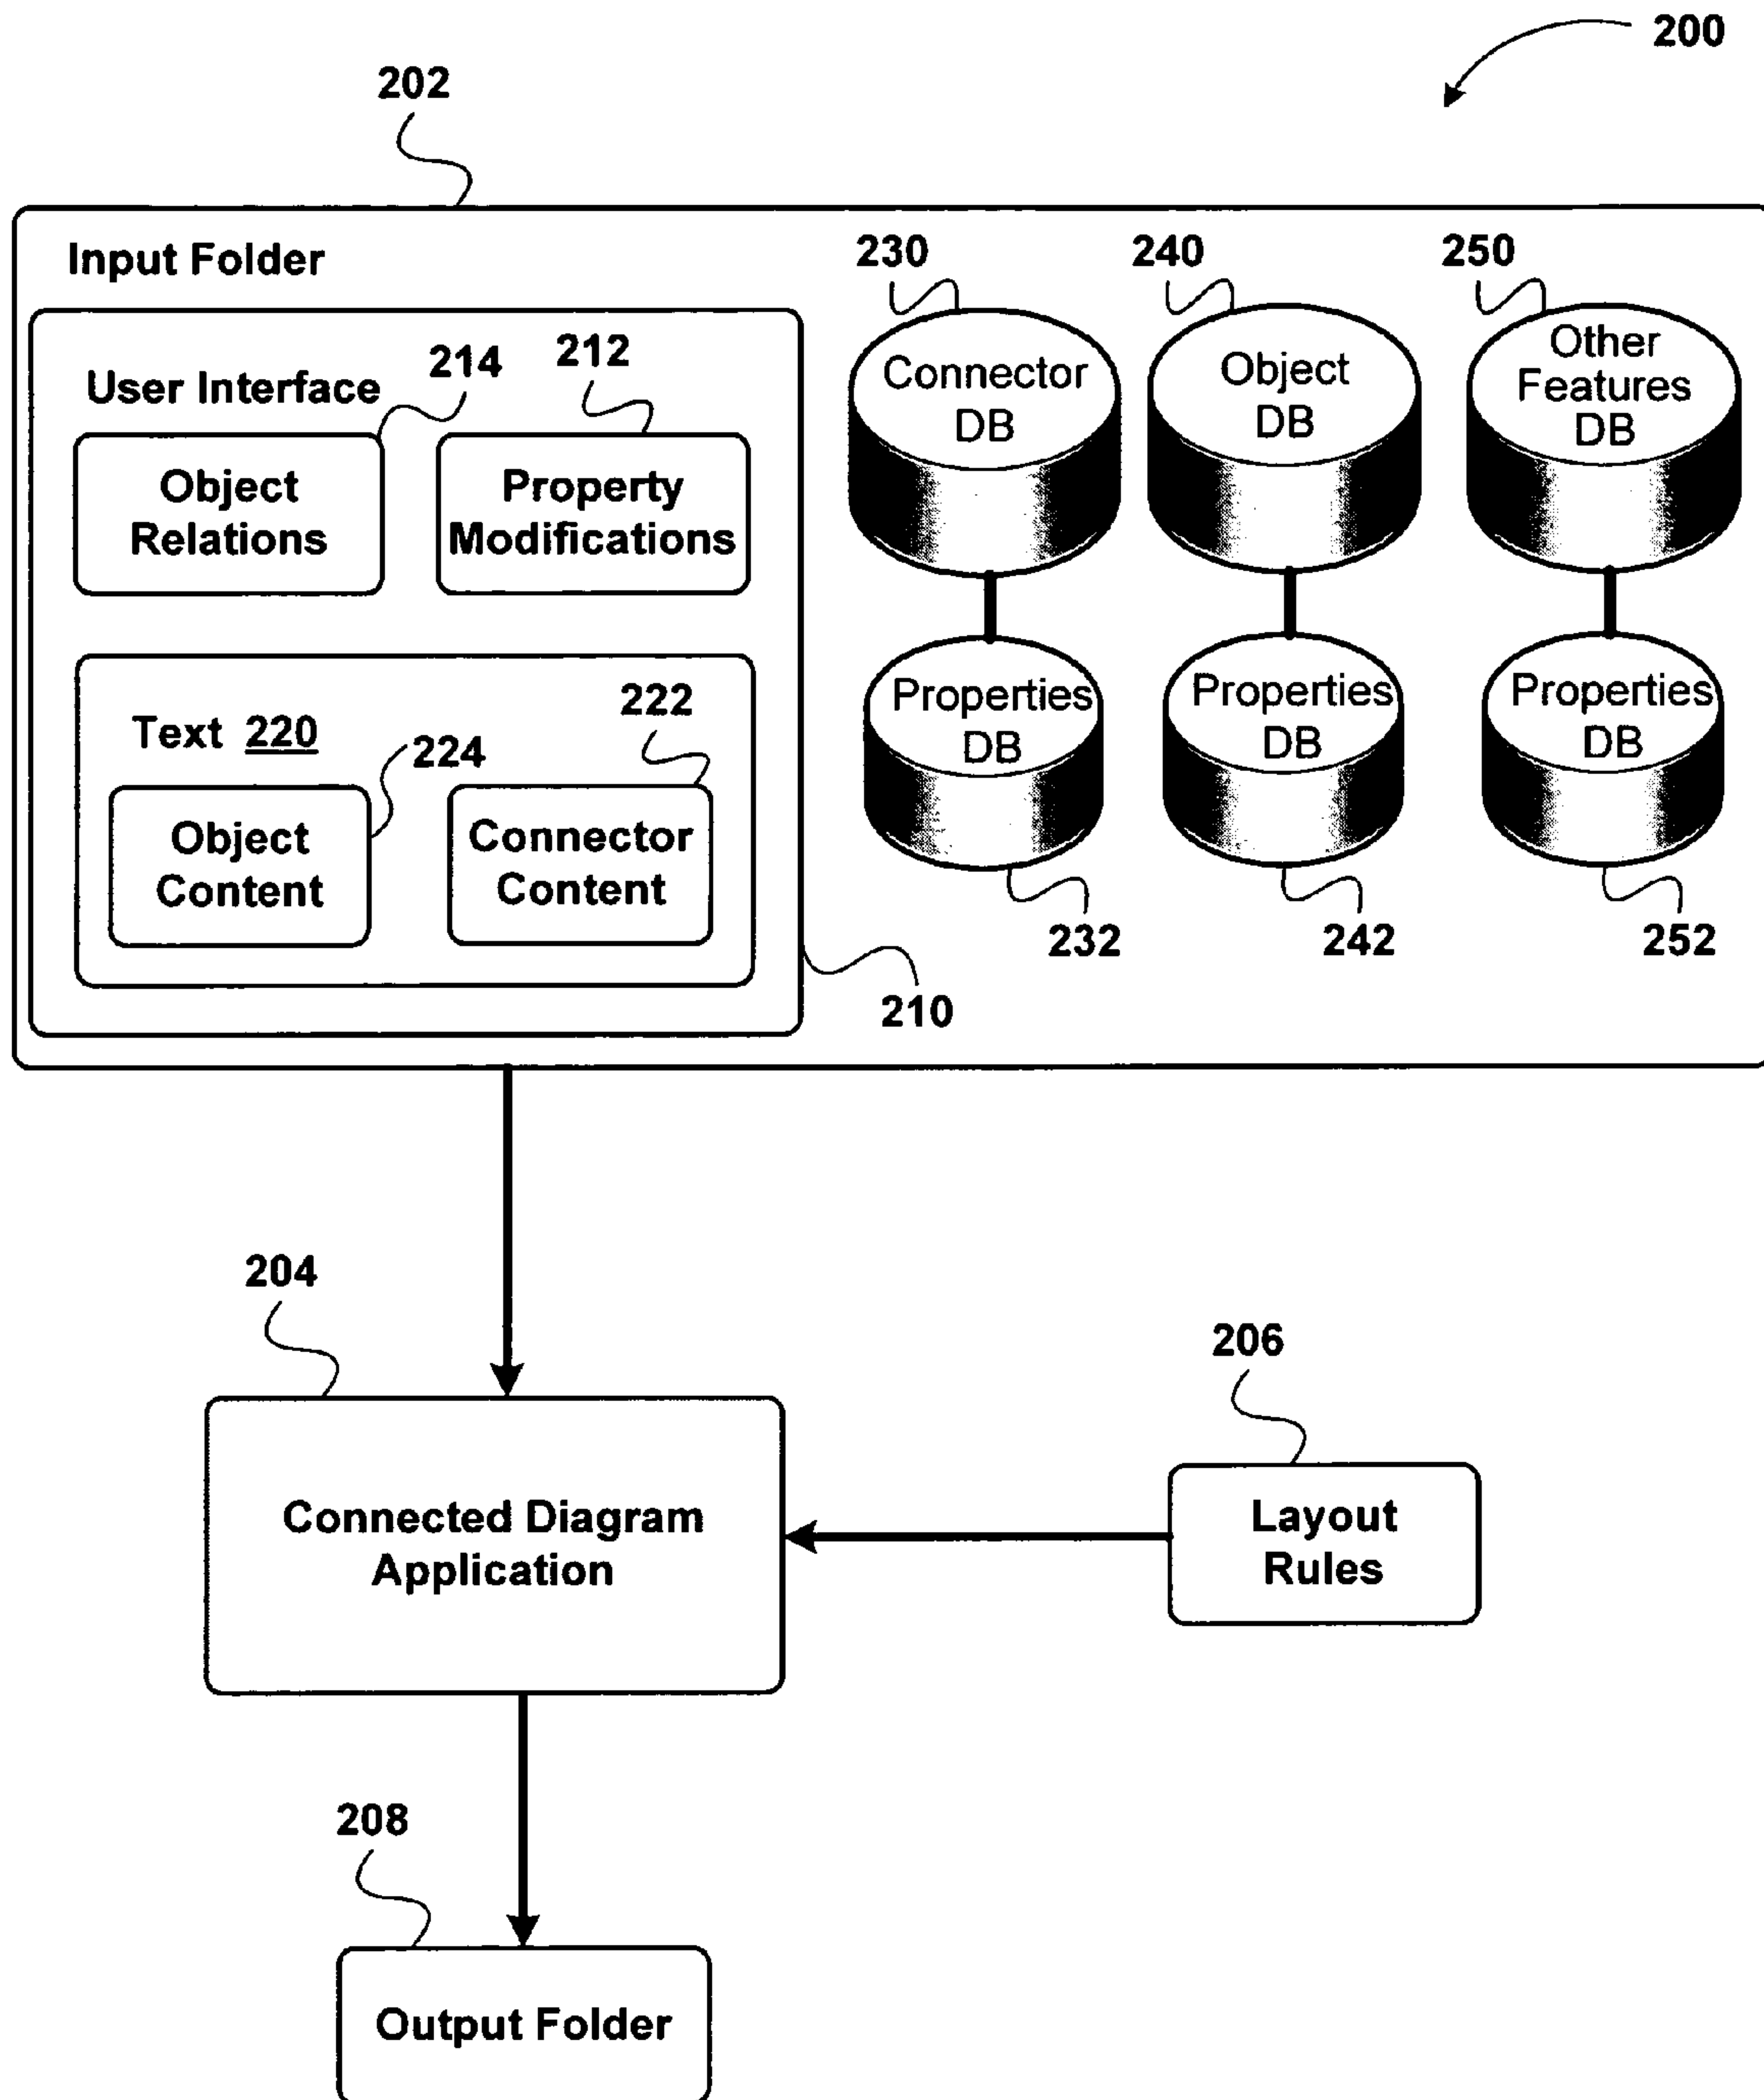 200
202
Input Folder
230
240
250
User Interface
214
212
Connector
DB
Object
DB
Other
Features
DB
Object
Relations
Property
Modifications
Text 220
224
222
Properties
DB
Properties
DB
Properties
DB
Object
Content
Connector
Content
232
242
252
210
204
206
Connected Diagram
Application
Layout
Rules
208
Output Folder